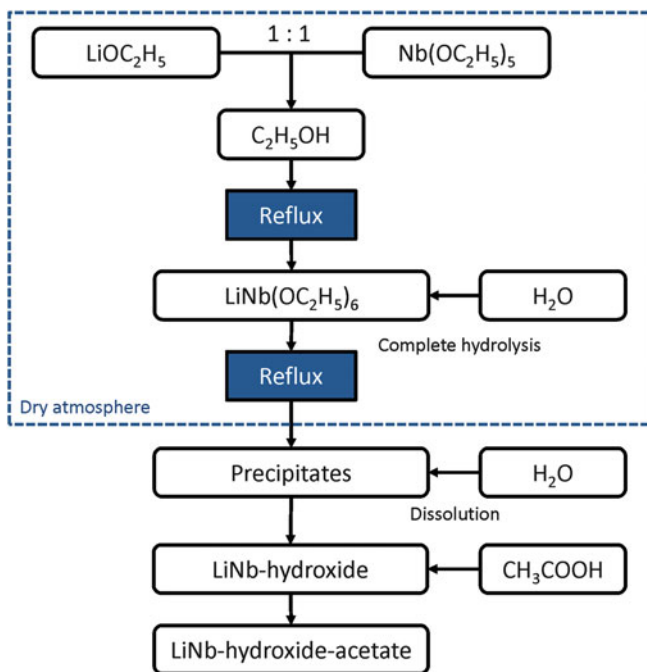 1 : 1
LiOC₂H₅
Nb(OC₂H₅)₅
C₂H₅OH
Reflux
LiNb(OC₂H₅)₆
H₂O
Complete hydrolysis
Reflux
Dry atmosphere
Precipitates
H₂O
Dissolution
LiNb-hydroxide
CH₃COOH
LiNb-hydroxide-acetate